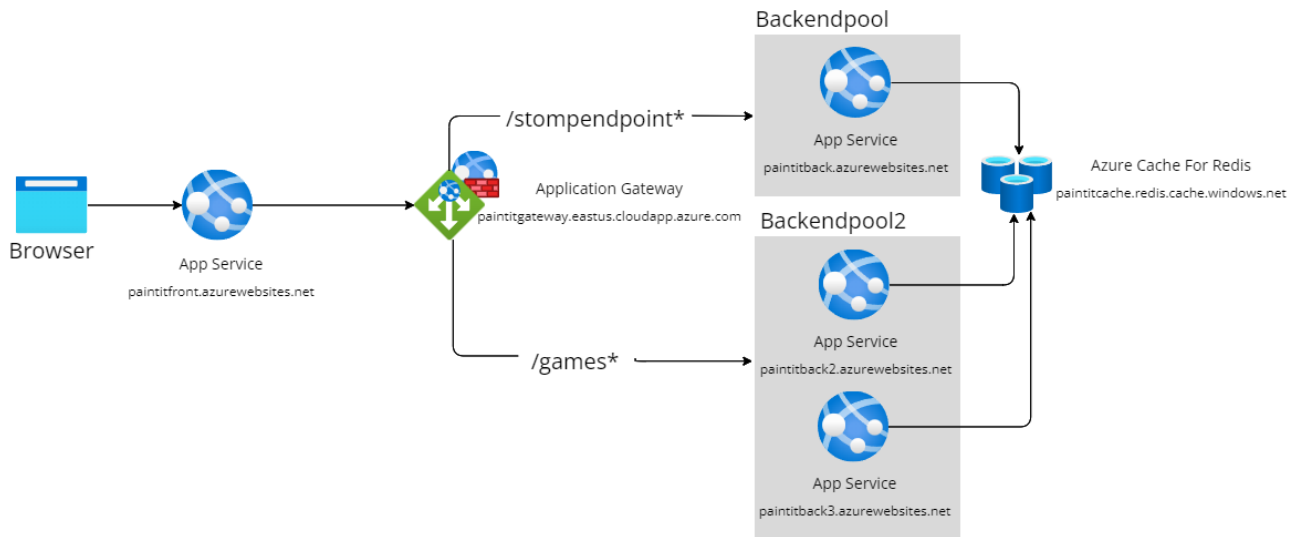 Browser
App Service
paintitfront.azurewebsites.net
/stompendpoint*
Application Gateway
paintitgateway.eastus.cloudapp.azure.com
/games*
Backendpool
App Service
paintitback.azurewebsites.net
Backendpool2
App Service
paintitback2.azurewebsites.net
App Service
paintitback3.azurewebsites.net
Azure Cache For Redis
paintitcache.redis.cache.windows.net